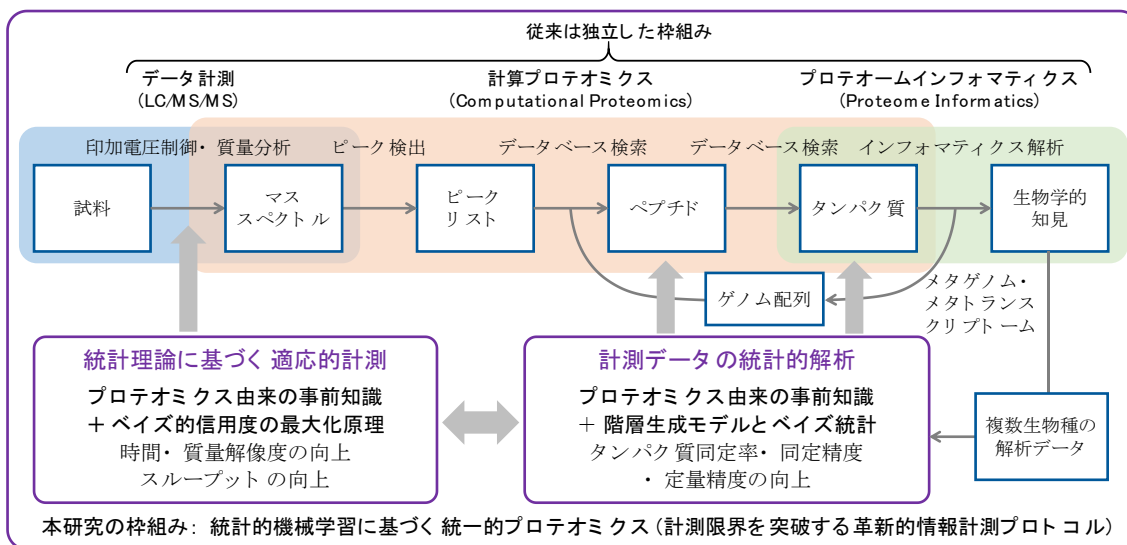 従来は独立した枠組み
データ計測
(LC/MS/MS)
計算プロテオミクス
(Computational Proteomics)
プロテオームインフォマティクス
(Proteome Informatics)
印加電圧制御・質量分析
ピーク検出
データベース検索
データベース検索
インフォマティクス解析
試料
マス
スペクトル
ピーク
リスト
ペプチド
タンパク質
生物学的
知見
ゲノム配列
メタゲノム・
メタトランス
クリプトーム
統計理論に基づく適応的計測
プロテオミクス由来の事前知識
＋ベイズ的信用度の最大化原理
時間・質量解像度の向上
スループットの向上
計測データの統計的解析
プロテオミクス由来の事前知識
＋階層生成モデルとベイズ統計
タンパク質同定率・同定精度
・定量精度の向上
複数生物種の
解析データ
本研究の枠組み：統計的機械学習に基づく統一的プロテオミクス（計測限界を突破する革新的情報計測プロトコル）